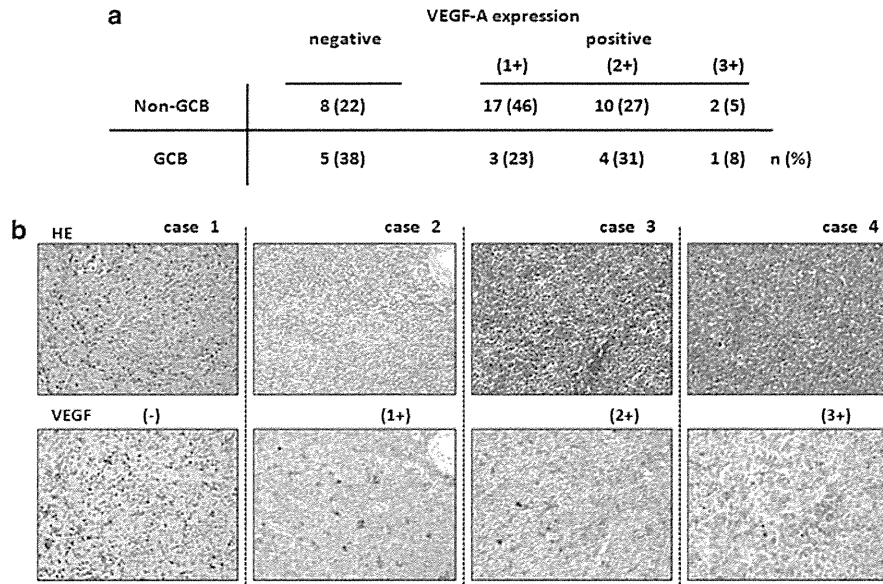 a
VEGF-A expression
negative positive
(1+) (2+) (3+)
Non-GCB 8 (22) 17 (46) 10 (27) 2 (5)
GCB 5 (38) 3 (23) 4 (31) 1 (8) n (%)
b
HE case 1 case 2 case 3 case 4
VEGF (-) (1+) (2+) (3+)